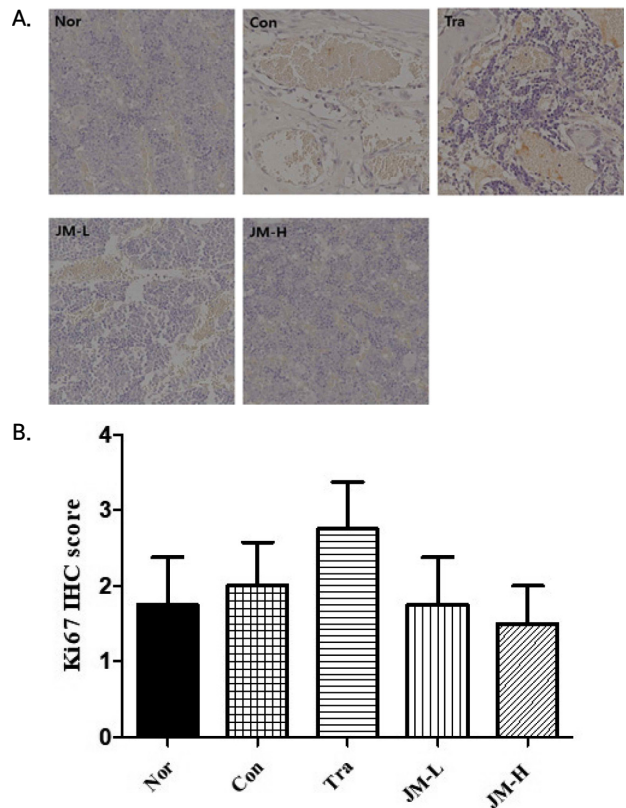 A.
Nor
Con
Tra
JM-L
JM-H
B.
Ki67 IHC score
4
3
2
1
0
Nor
Con
Tra
JM-L
JM-H